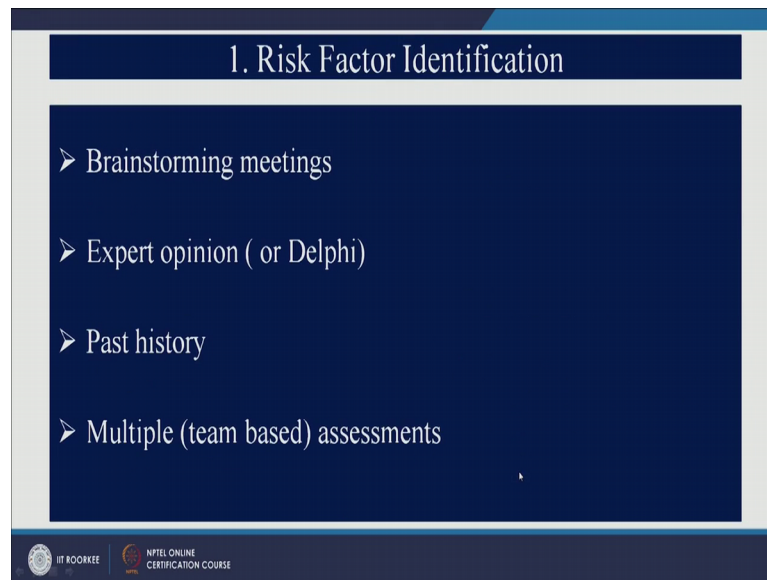 1. Risk Factor Identification
➢ Brainstorming meetings
➢ Expert opinion ( or Delphi)
➢ Past history
➢ Multiple (team based) assessments
IIT ROORKEE
NPTEL ONLINE
CERTIFICATION COURSE
NPTEL